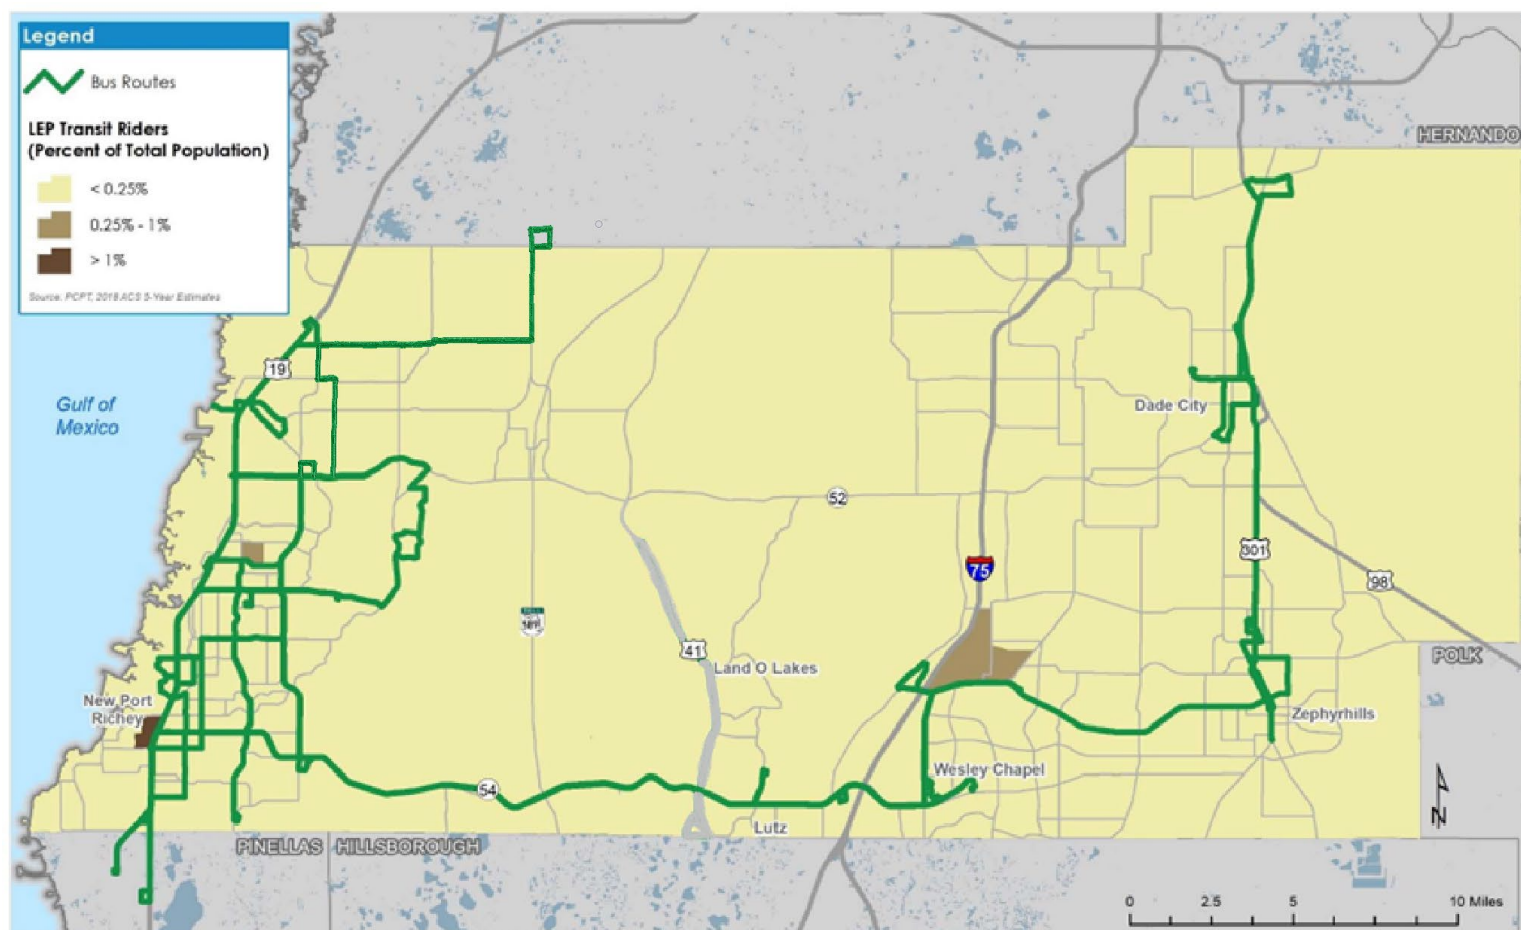 Legend
Bus Routes
LEP Transit Riders
(Percent of Total Population)
< 0.25%
0.25% - 1%
> 1%
Source: PCPT, 2018 ACS 5-Year Estimates
HERNANDO
19
Gulf of
Mexico
Dade City
52
301
75
98
41
Land O Lakes
POLK
New Port
Richey
Zephyrhills
Wesley Chapel
54
Lutz
PINELLAS
HILLSBOROUGH
N
0 2.5 5 10 Miles